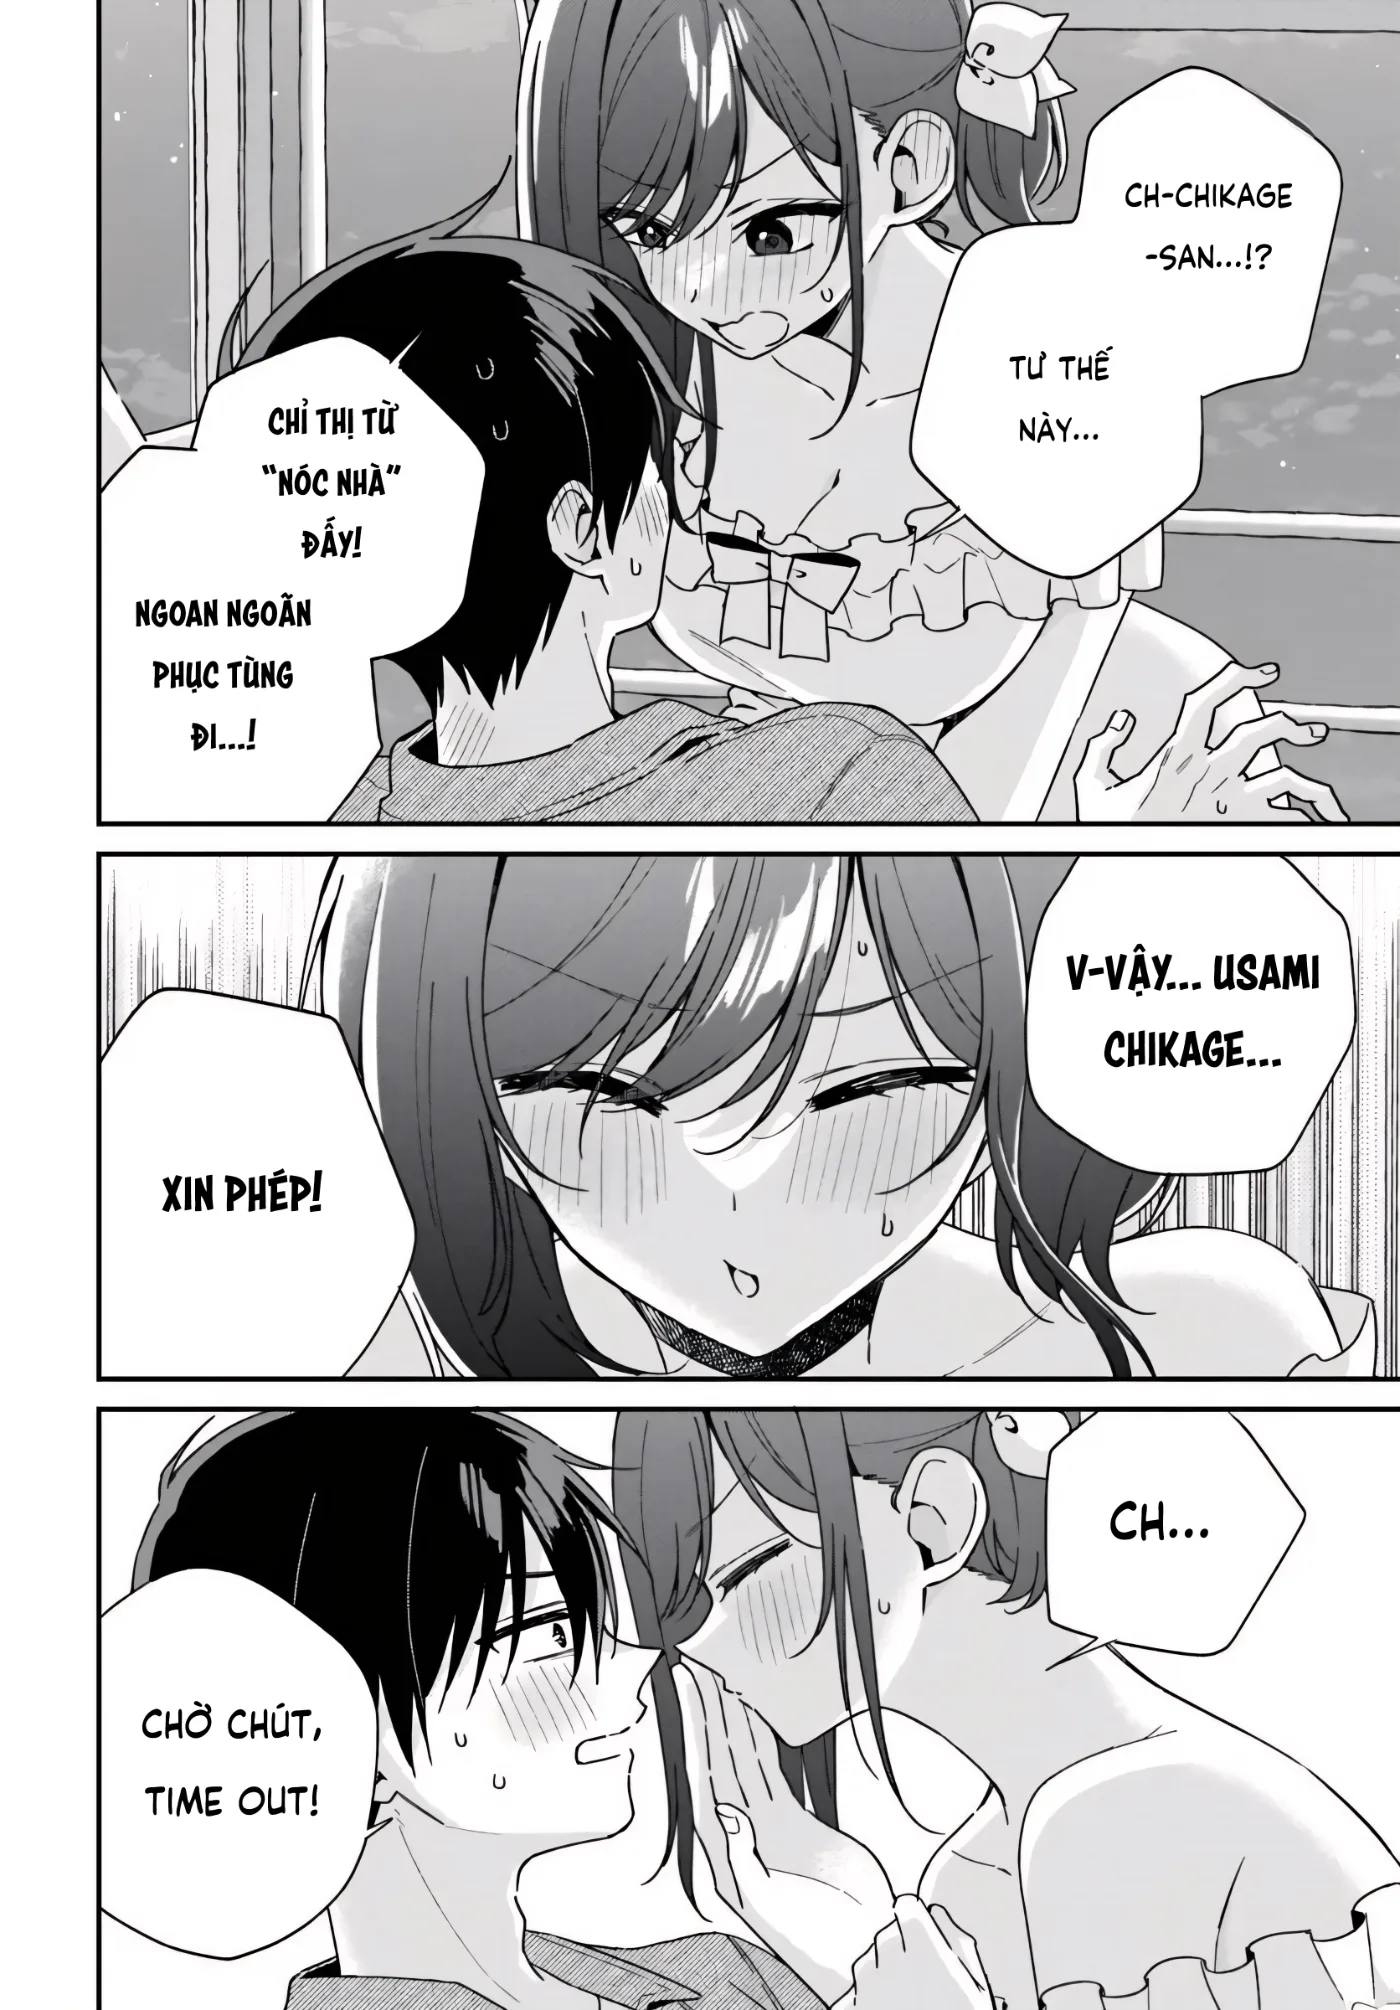 CH-CHIKAGE
-SAN...!?
TƯ THẾ
NÀY...
CHỈ THỊ TỪ
“NÓC NHÀ”
ĐẤY!
NGOAN NGOÃN
PHỤC TÙNG
ĐI...!
V-VẬY... USAMI
CHIKAGE...
XIN PHÉP!
CH...
CHỜ CHÚT,
TIME OUT!